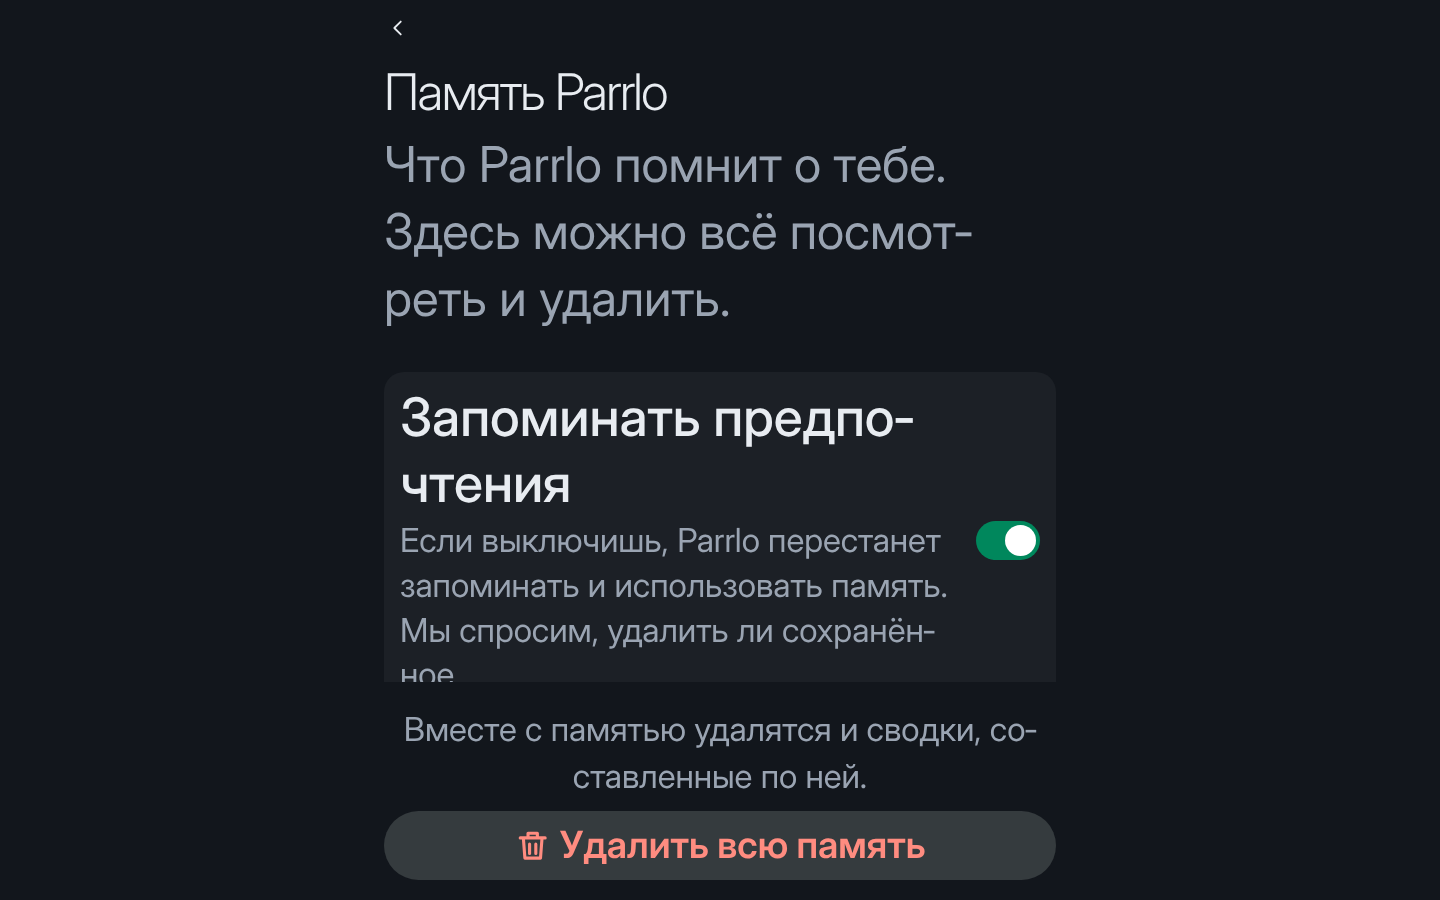 Память Parrlo
Что Parrlo помнит о тебе.
Здесь можно всё посмот-
реть и удалить.
Запоминать предпо-
чтения
Если выключишь, Parrlo перестанет
запоминать и использовать память.
Мы спросим, удалить ли сохранён-
ное
Вместе с памятью удалятся и сводки, со-
ставленные по ней.
Удалить всю память